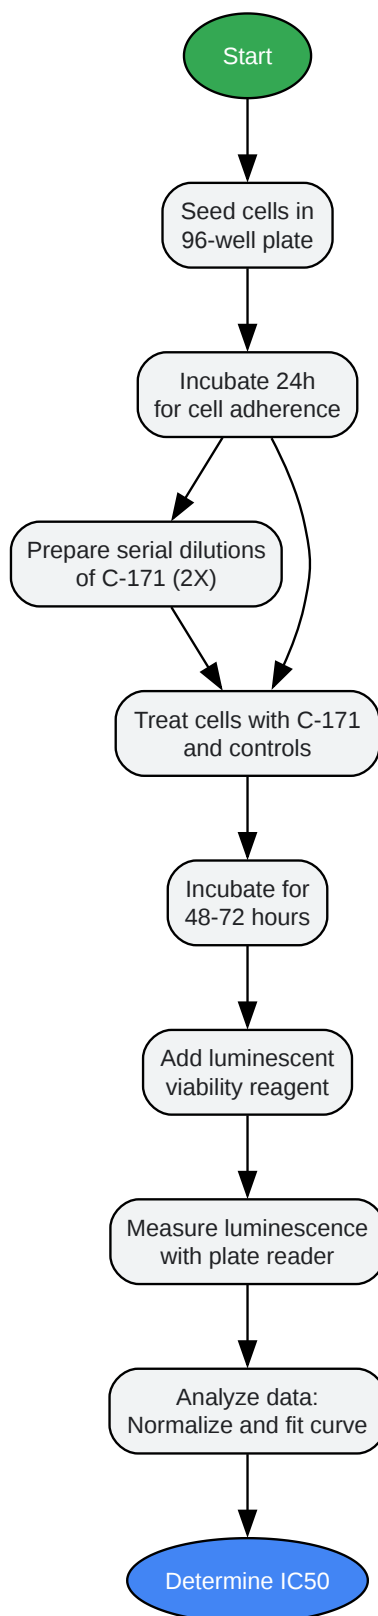 Start
Seed cells in
96-well plate
Incubate 24h
for cell adherence
Prepare serial dilutions
of C-171 (2X)
Treat cells with C-171
and controls
Incubate for
48-72 hours
Add luminescent
viability reagent
Measure luminescence
with plate reader
Analyze data:
Normalize and fit curve
Determine IC50